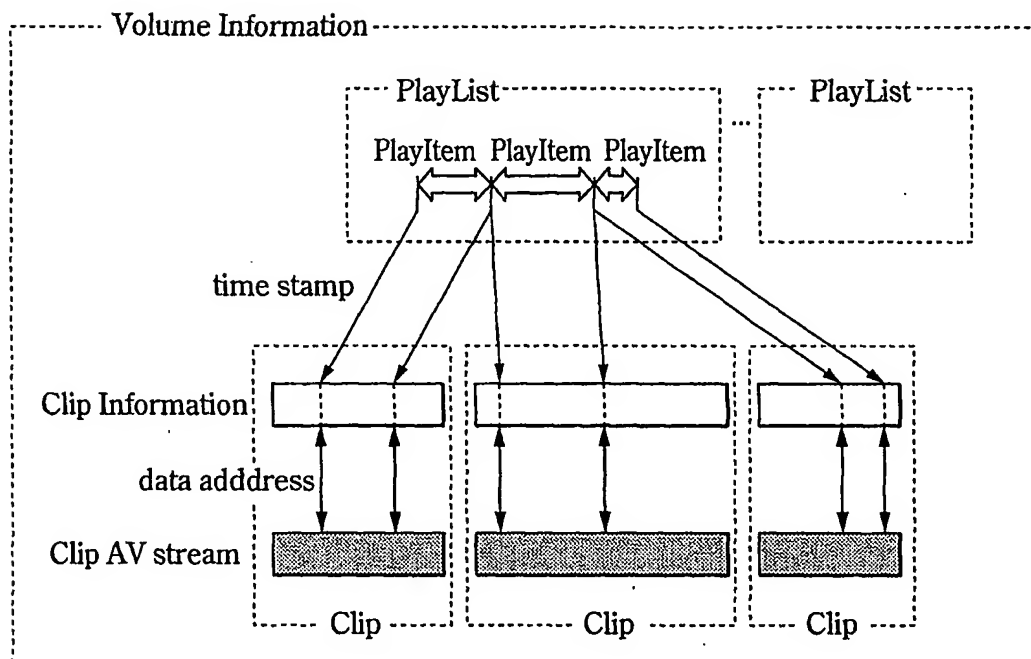 Volume Information
PlayList
PlayList
...
PlayItem PlayItem PlayItem
time stamp
Clip Information
data adddress
Clip AV stream
Clip
Clip
Clip